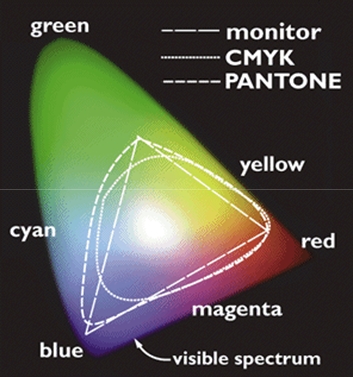 green
monitor
CMYK
PANTONE
yellow
cyan
red
magenta
blue
visible spectrum